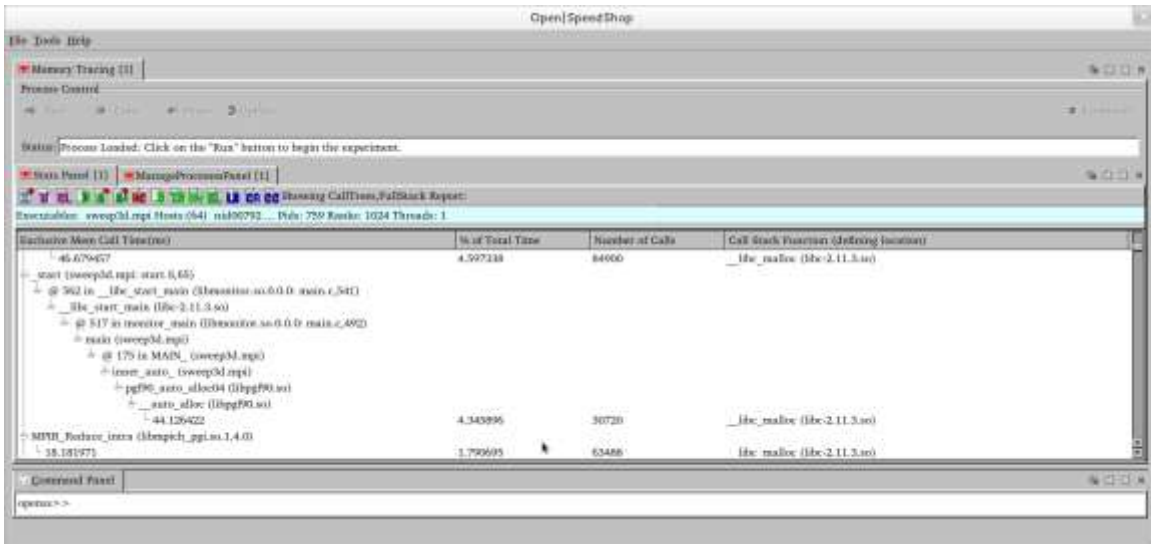 Open|SpeedShop
File Tools Help
Memory Tracing [1]
Process Control
Status: Process Loaded: Click on the "Run" button to begin the experiment.
Stats Panel [1] ManageProcessesPanel [1]
Showing CallTrees,FullStack Report:
Executables: sweep3d.mpi Hosts:(64) nid00792.... Pids: 759 Ranks: 1024 Threads: 1
Exclusive Mem Call Time(ms) % of Total Time Number of Calls Call Stack Function (defining location)
46.679457 4.597338 84900 __libc_malloc (libc-2.11.3.so)
_start (sweep3d.mpi: start.S,65)
@ 562 in __libc_start_main (libmonitor.so.0.0.0: main.c,541)
__libc_start_main (libc-2.11.3.so)
@ 517 in monitor_main (libmonitor.so.0.0.0: main.c,492)
main (sweep3d.mpi)
@ 175 in MAIN_ (sweep3d.mpi)
inner_auto_ (sweep3d.mpi)
pgf90_auto_alloc04 (libpgf90.so)
__auto_alloc (libpgf90.so)
44.126422 4.345896 30720 __libc_malloc (libc-2.11.3.so)
MPIR_Reduce_intra (libmpich_pgi.so.1.4.0)
18.181971 1.790695 63488 __libc_malloc (libc-2.11.3.so)
Command Panel
openss>>